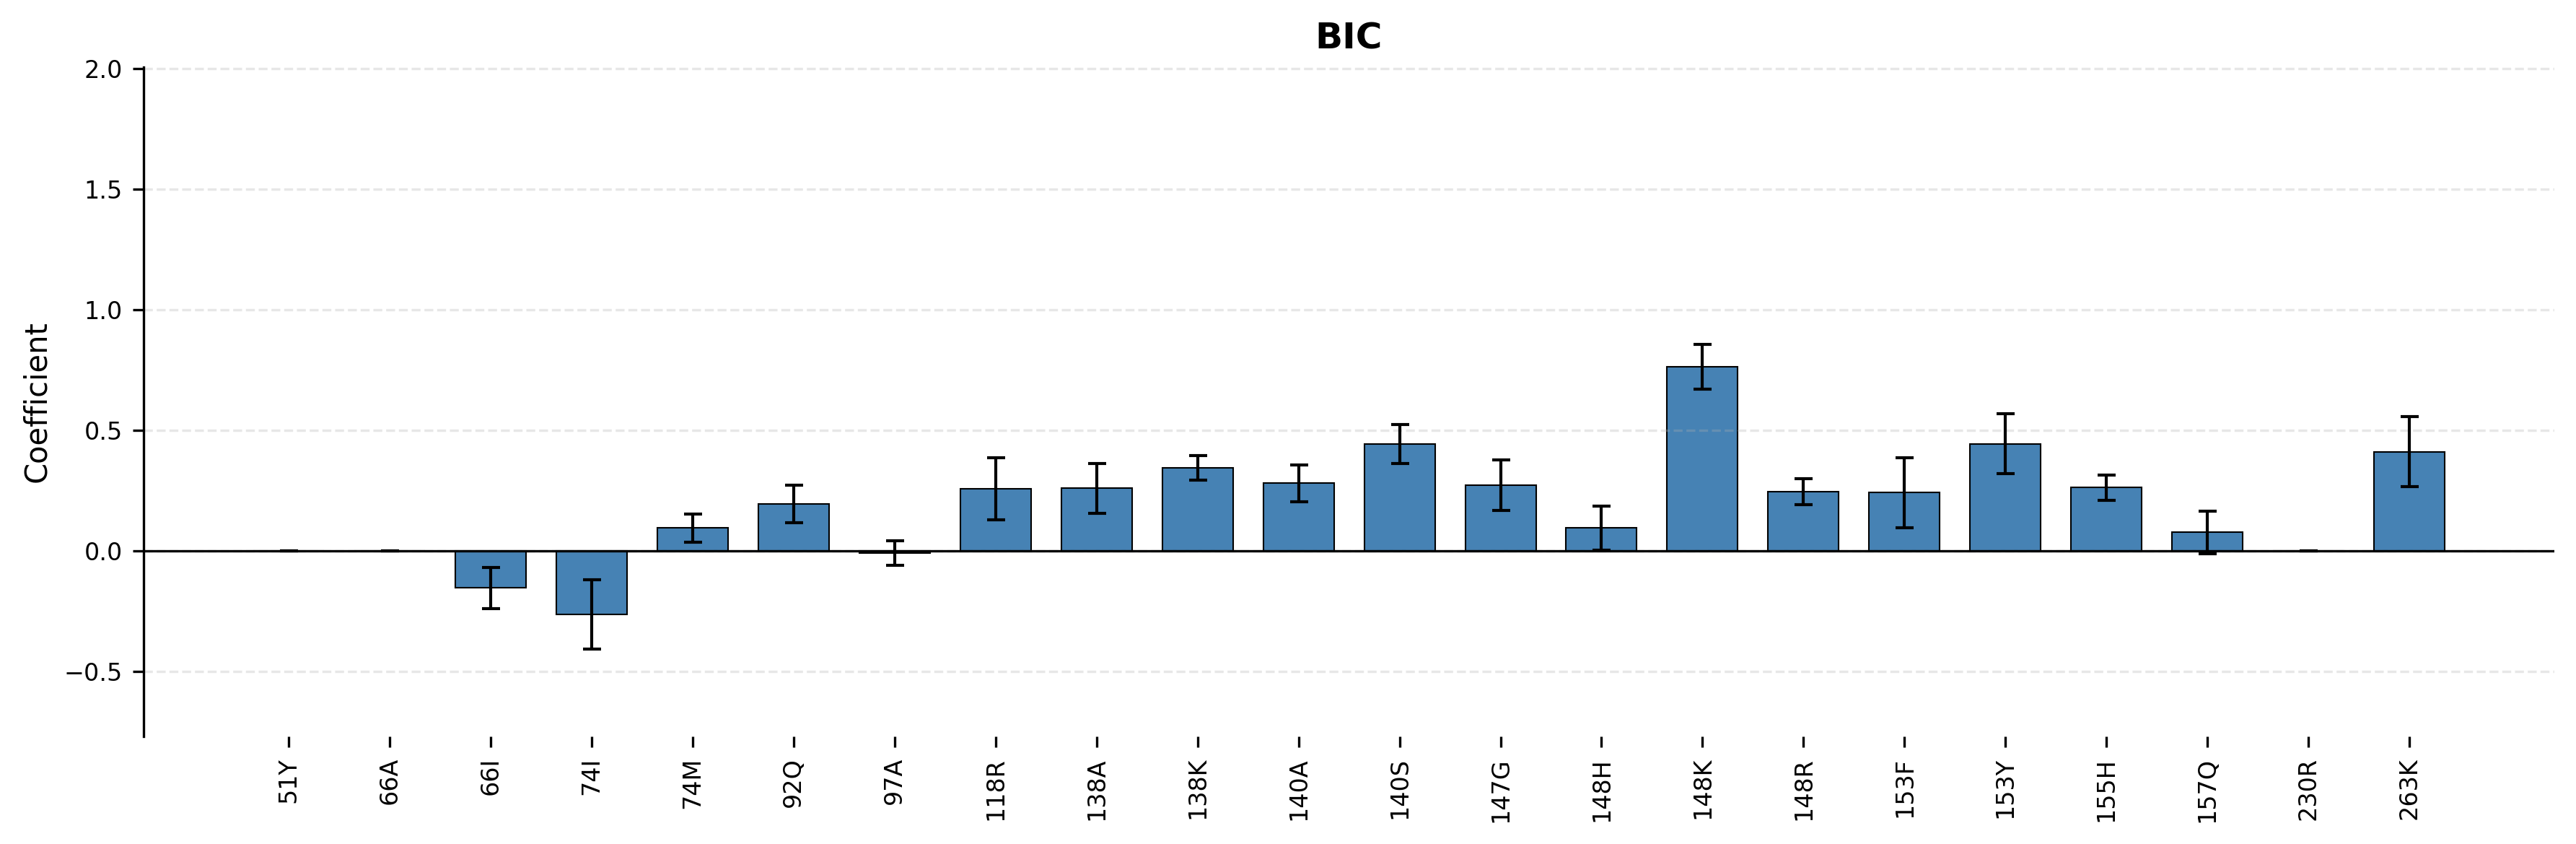 BIC
Coefficient
2.0
1.5
1.0
0.5
0.0
−0.5
51Y
66A
66I
74I
74M
92Q
97A
118R
138A
138K
140A
140S
147G
148H
148K
148R
153F
153Y
155H
157Q
230R
263K